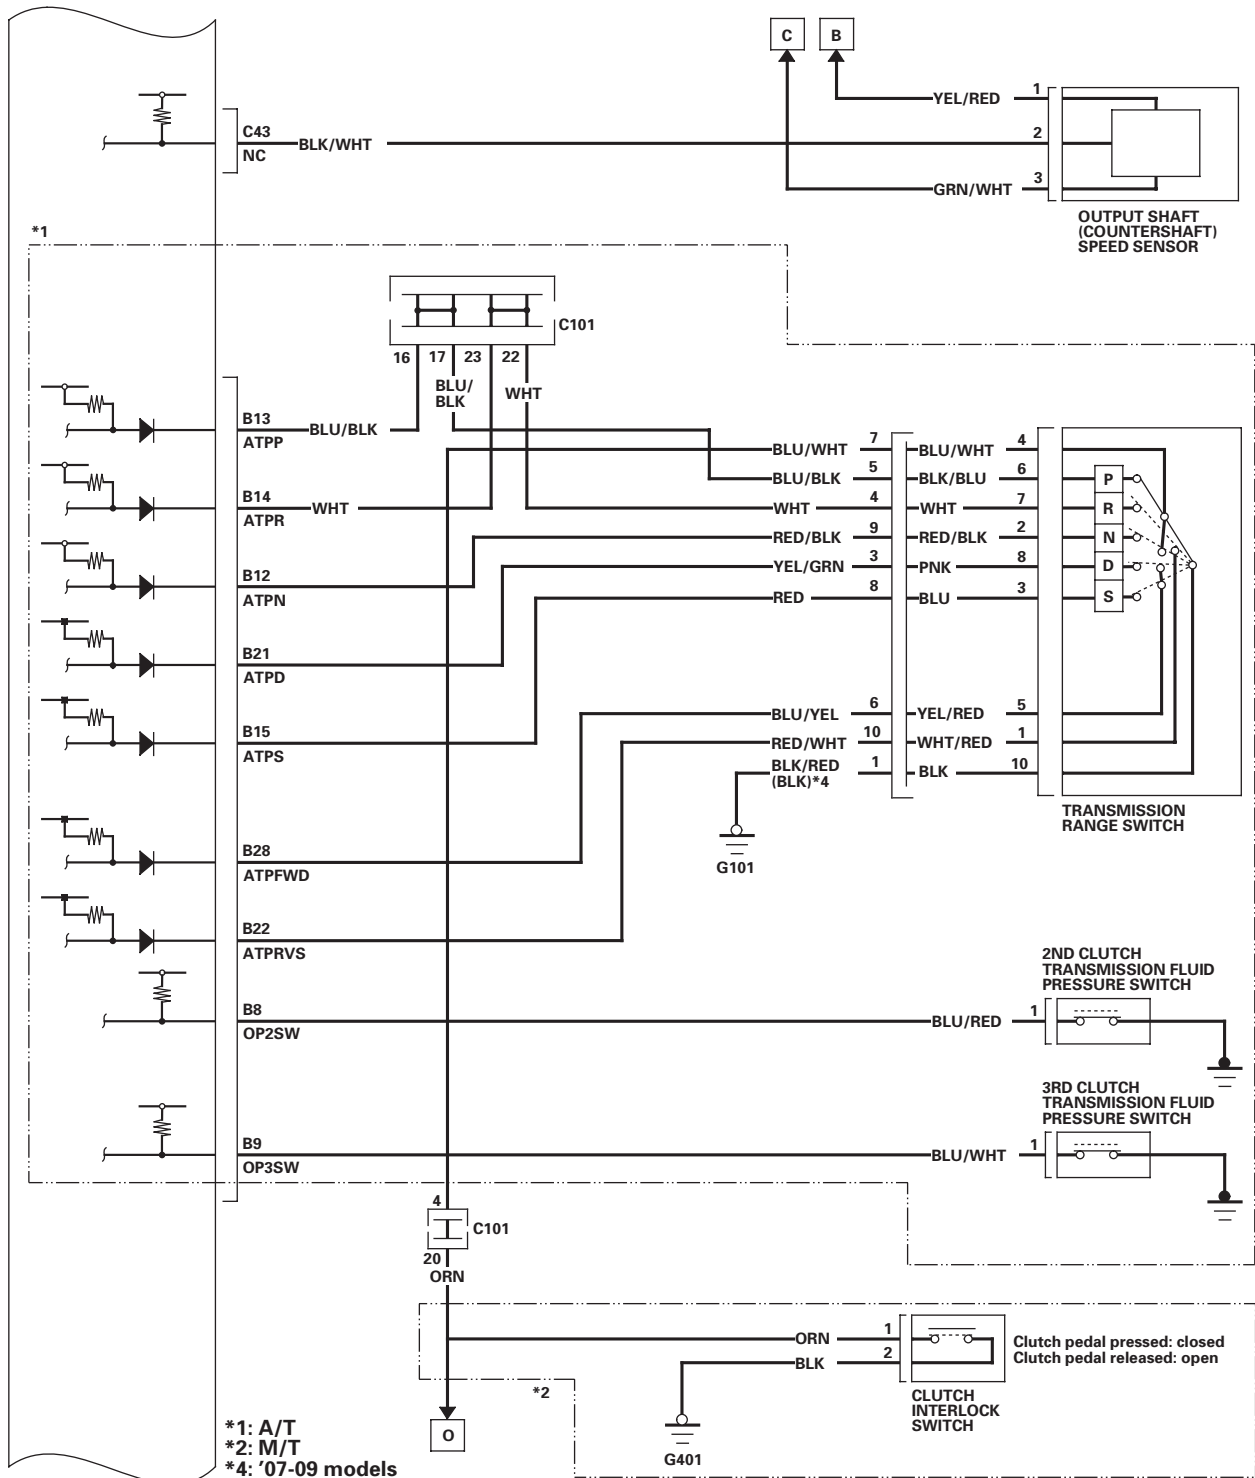 C B
YEL/RED 1
C43
NC
BLK/WHT 2
GRN/WHT 3
OUTPUT SHAFT
(COUNTERSHAFT)
SPEED SENSOR
*1
C101
16 17 23 22
BLU/
BLK
WHT
B13
ATPP
BLU/BLK
BLU/WHT 7 BLU/WHT 4
BLU/BLK 5 BLK/BLU 6 P
B14
ATPR
WHT
WHT 4 WHT 7 R
RED/BLK 9 RED/BLK 2 N
B12
ATPN
YEL/GRN 3 PNK 8 D
RED 8 BLU 3 S
B21
ATPD
B15
ATPS
BLU/YEL 6 YEL/RED 5
RED/WHT 10 WHT/RED 1
BLK/RED
(BLK)*4
1 BLK 10
TRANSMISSION
RANGE SWITCH
G101
B28
ATPFWD
B22
ATPRVS
2ND CLUTCH
TRANSMISSION FLUID
PRESSURE SWITCH
B8
OP2SW
BLU/RED 1
3RD CLUTCH
TRANSMISSION FLUID
PRESSURE SWITCH
B9
OP3SW
BLU/WHT 1
4
C101
20
ORN
ORN 1
BLK 2
Clutch pedal pressed: closed
Clutch pedal released: open
*2
CLUTCH
INTERLOCK
SWITCH
O
G401
*1: A/T
*2: M/T
*4: '07-09 models